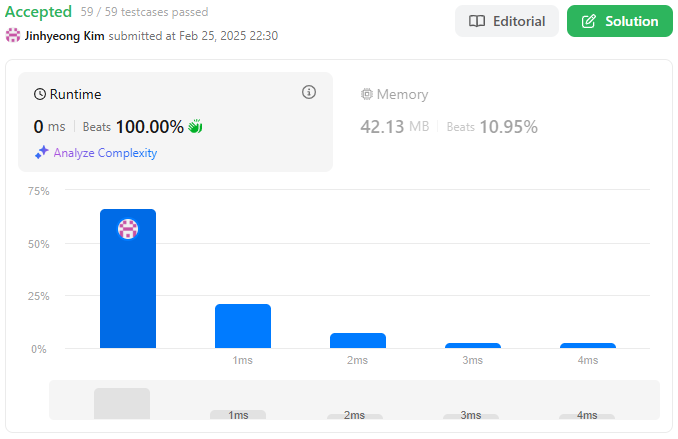 Accepted 59 / 59 testcases passed
Jinhyeong Kim submitted at Feb 25, 2025 22:30
Editorial
Solution
Runtime
0 ms Beats 100.00%
Analyze Complexity
Memory
42.13 MB Beats 10.95%
75%
50%
25%
0%
1ms 2ms 3ms 4ms
1ms 2ms 3ms 4ms